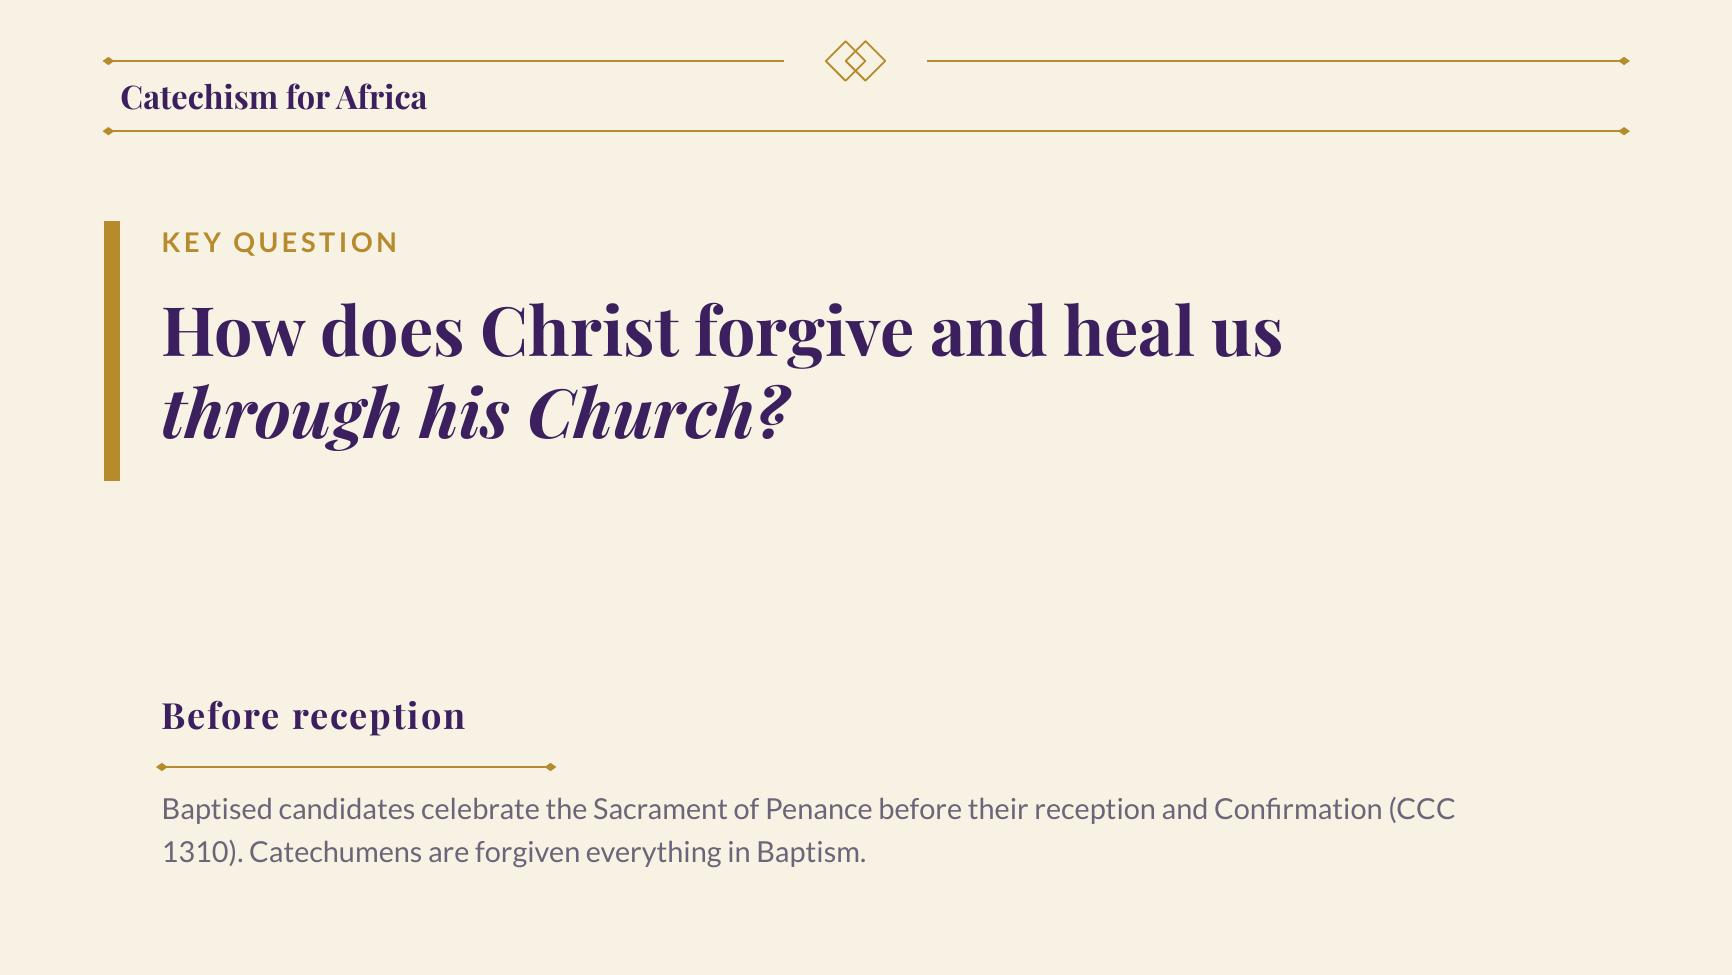 Catechism for Africa
KEY QUESTION
How does Christ forgive and heal us
through his Church?
Before reception
Baptised candidates celebrate the Sacrament of Penance before their reception and Confirmation (CCC
1310). Catechumens are forgiven everything in Baptism.